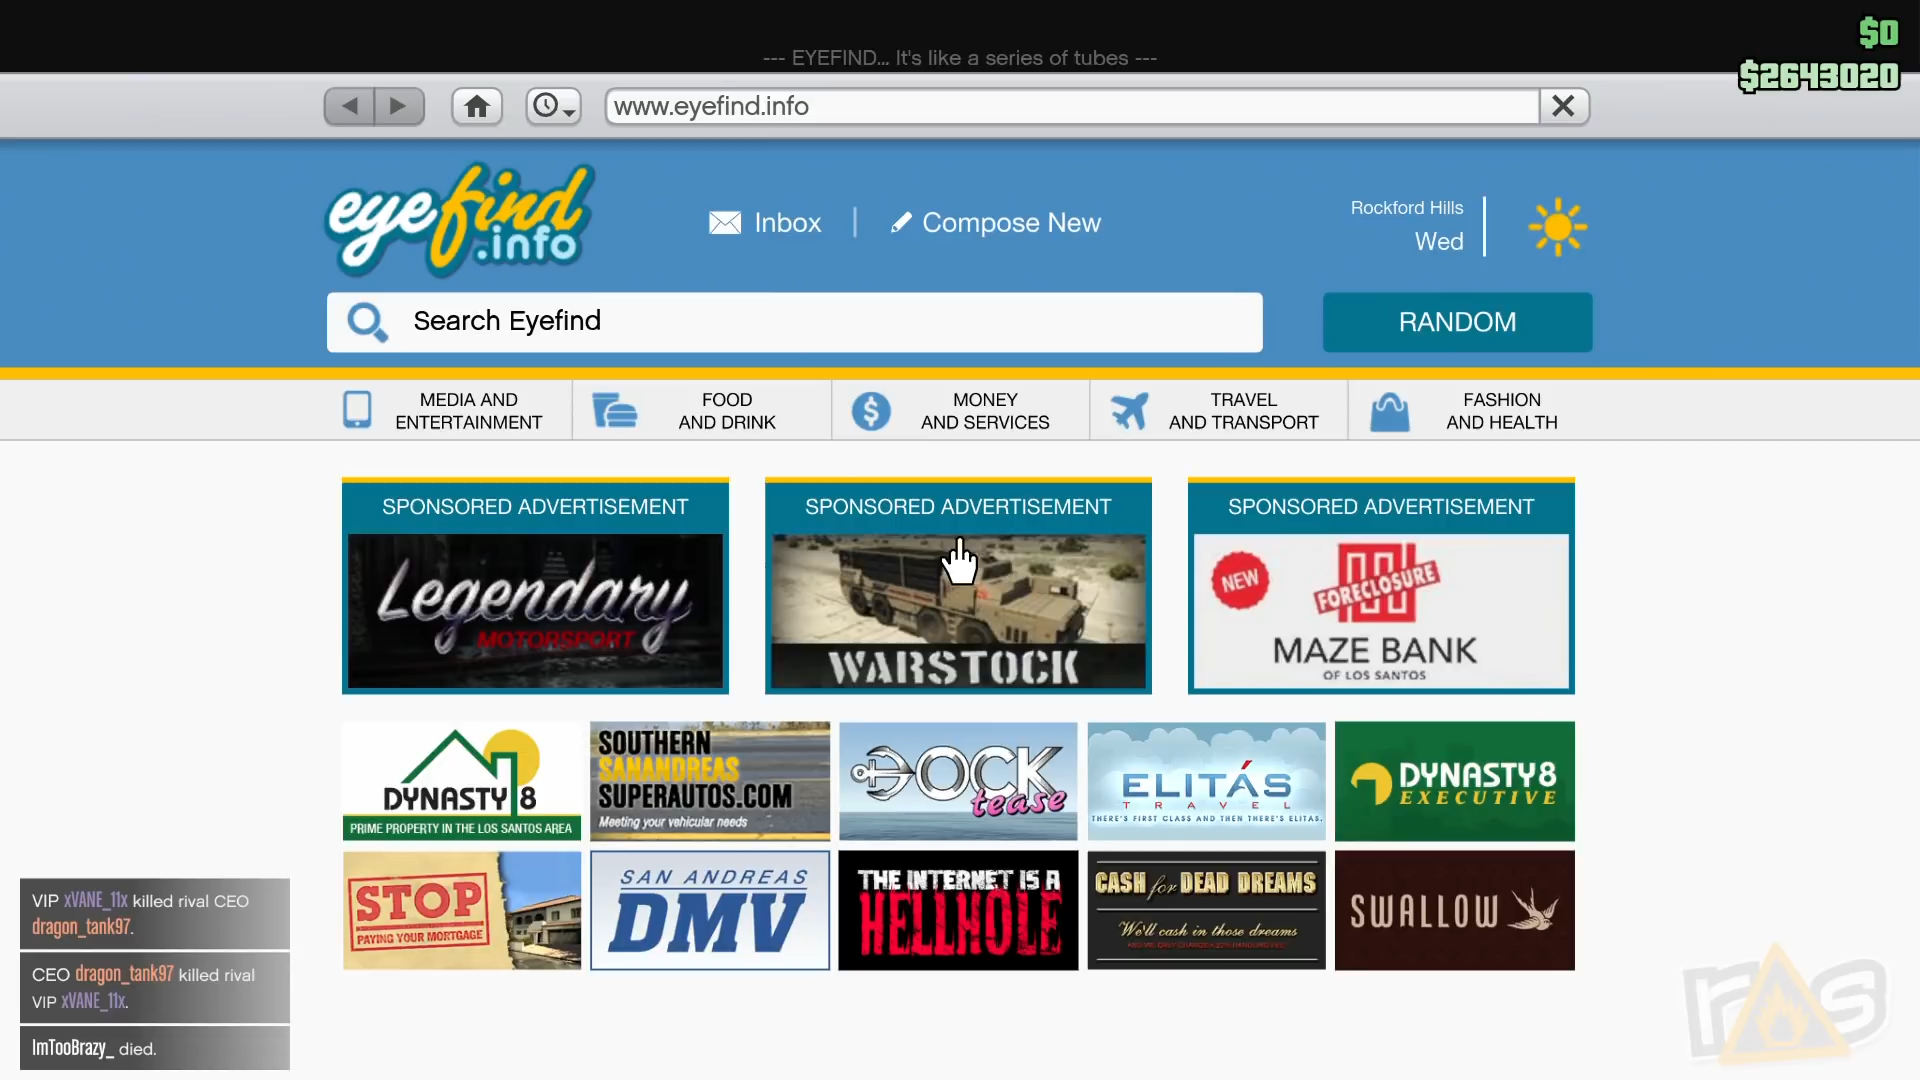 $0
--- EYEFIND... It's like a series of tubes ---
$2643020
www.eyefind.info
eyefind
.info
Inbox
Compose New
Rockford Hills
Wed
Search Eyefind
RANDOM
MEDIA AND
ENTERTAINMENT
FOOD
AND DRINK
MONEY
AND SERVICES
TRAVEL
AND TRANSPORT
FASHION
AND HEALTH
SPONSORED ADVERTISEMENT
Legendary
MOTORSPORT
SPONSORED ADVERTISEMENT
WARSTOCK
SPONSORED ADVERTISEMENT
NEW
FORECLOSURE
MAZE BANK
OF LOS SANTOS
DYNASTY 8
PRIME PROPERTY IN THE LOS SANTOS AREA
SOUTHERN
SANANDREAS
SUPERAUTOS.COM
Meeting your vehicular needs
DOCK
tease
ELITÁS
TRAVEL
THERE'S FIRST CLASS AND THEN THERE'S ELITAS.
DYNASTY8
EXECUTIVE
STOP
PAYING YOUR MORTGAGE
SAN ANDREAS
DMV
THE INTERNET IS A
HELLHOLE
CASH for DEAD DREAMS
We'll cash in those dreams
SWALLOW
VIP xVANE_11x killed rival CEO
dragon_tank97.
CEO dragon_tank97 killed rival
VIP xVANE_11x.
ImTooBrazy_ died.